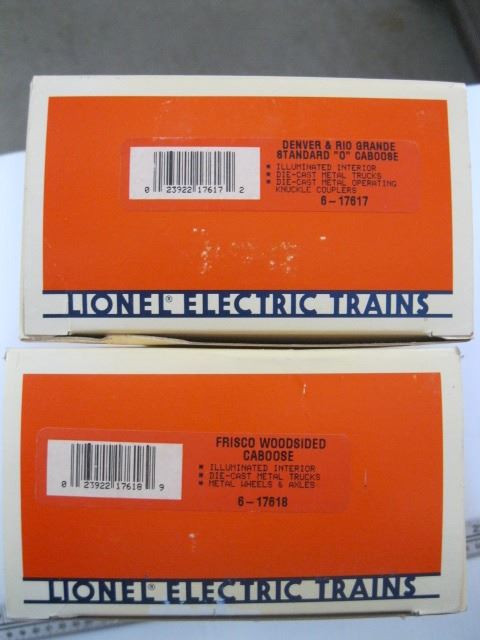 DENVER & RIO GRANDE
STANDARD "O" CABOOSE
* ILLUMINATED INTERIOR
* DIE-CAST METAL TRUCKS
* DIE-CAST METAL OPERATING
KNUCKLE COUPLERS
6-17617
0 23922 17617 2
LIONEL® ELECTRIC TRAINS
FRISCO WOODSIDED
CABOOSE
* ILLUMINATED INTERIOR
* DIE-CAST METAL TRUCKS
* METAL WHEELS & AXLES
6-17618
0 23922 17618 9
LIONEL® ELECTRIC TRAINS